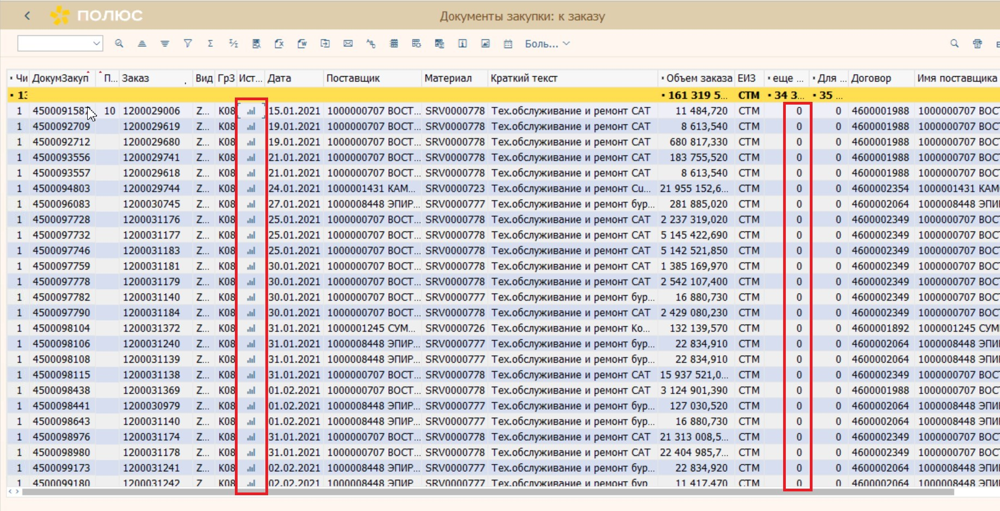 ПОЛЮС
Документы закупки: к заказу
Боль...
Чи ДокумЗакуп П... Заказ Вид ГрЗ Ист... Дата Поставщик Материал Краткий текст Объем заказа ЕИЗ еще ... Для ... Договор Имя поставщика
161 319 5... СТМ 34 3... 35 ...
1 10 1200029006 Z... K08 15.01.2021 1000000707 ВОСТ... SRV0000778 Тех.обслуживание и ремонт CAT 11 484,720 СТМ 0 0 4600001988 1000000707 ВОСТ
1 4500092709 1200029619 Z... K08 19.01.2021 1000000707 ВОСТ... SRV0000778 Тех.обслуживание и ремонт CAT 8 613,540 СТМ 0 0 4600001988 1000000707 ВОСТ
1 4500092712 1200029680 Z... K08 19.01.2021 1000000707 ВОСТ... SRV0000778 Тех.обслуживание и ремонт CAT 680 817,330 СТМ 0 0 4600001988 1000000707 ВОСТ
1 4500093556 1200029741 Z... K08 21.01.2021 1000000707 ВОСТ... SRV0000778 Тех.обслуживание и ремонт CAT 183 755,520 СТМ 0 0 4600001988 1000000707 ВОСТ
1 4500093557 1200029618 Z... K08 21.01.2021 1000000707 ВОСТ... SRV0000778 Тех.обслуживание и ремонт CAT 8 613,540 СТМ 0 0 4600001988 1000000707 ВОСТ
1 4500094803 1200029744 Z... K08 24.01.2021 1000001431 КАМ... SRV0000723 Тех.обслуживание и ремонт Cu... 21 955 152,6... СТМ 0 0 4600002354 1000001431 КАМ
1 4500096083 1200030745 Z... K08 27.01.2021 1000008448 ЭПИР... SRV0000777 Тех.обслуживание и ремонт бур... 281 885,020 СТМ 0 0 4600002064 1000008448 ЭПИ
1 4500097728 1200031176 Z... K08 25.01.2021 1000000707 ВОСТ... SRV0000778 Тех.обслуживание и ремонт CAT 2 237 319,020 СТМ 0 0 4600002349 1000000707 ВОСТ
1 4500097732 1200031177 Z... K08 25.01.2021 1000000707 ВОСТ... SRV0000778 Тех.обслуживание и ремонт CAT 5 145 422,690 СТМ 0 0 4600002349 1000000707 ВОСТ
1 4500097746 1200031183 Z... K08 25.01.2021 1000000707 ВОСТ... SRV0000778 Тех.обслуживание и ремонт CAT 5 142 521,850 СТМ 0 0 4600002349 1000000707 ВОСТ
1 4500097759 1200031181 Z... K08 30.01.2021 1000000707 ВОСТ... SRV0000778 Тех.обслуживание и ремонт CAT 1 385 169,970 СТМ 0 0 4600002349 1000000707 ВОСТ
1 4500097778 1200031179 Z... K08 30.01.2021 1000000707 ВОСТ... SRV0000778 Тех.обслуживание и ремонт CAT 2 542 107,400 СТМ 0 0 4600002349 1000000707 ВОСТ
1 4500097782 1200031140 Z... K08 30.01.2021 1000000707 ВОСТ... SRV0000777 Тех.обслуживание и ремонт бур... 16 880,730 СТМ 0 0 4600002349 1000000707 ВОСТ
1 4500097790 1200031184 Z... K08 30.01.2021 1000000707 ВОСТ... SRV0000778 Тех.обслуживание и ремонт CAT 2 429 080,230 СТМ 0 0 4600002349 1000000707 ВОСТ
1 4500098104 1200031372 Z... K08 31.01.2021 1000001245 СУМ... SRV0000726 Тех.обслуживание и ремонт Ко... 132 139,570 СТМ 0 0 4600001892 1000001245 СУМ
1 4500098106 1200031240 Z... K08 31.01.2021 1000008448 ЭПИР... SRV0000777 Тех.обслуживание и ремонт бур... 22 834,910 СТМ 0 0 4600002064 1000008448 ЭПИ
1 4500098108 1200031139 Z... K08 31.01.2021 1000008448 ЭПИР... SRV0000777 Тех.обслуживание и ремонт бур... 22 834,910 СТМ 0 0 4600002064 1000008448 ЭПИ
1 4500098115 1200031138 Z... K08 31.01.2021 1000000707 ВОСТ... SRV0000778 Тех.обслуживание и ремонт CAT 15 937 521,0... СТМ 0 0 4600002349 1000000707 ВОСТ
1 4500098438 1200031369 Z... K08 01.02.2021 1000000707 ВОСТ... SRV0000778 Тех.обслуживание и ремонт CAT 3 124 901,390 СТМ 0 0 4600001988 1000000707 ВОСТ
1 4500098441 1200030979 Z... K08 01.02.2021 1000008448 ЭПИР... SRV0000777 Тех.обслуживание и ремонт бур... 127 030,520 СТМ 0 0 4600002064 1000008448 ЭПИ
1 4500098643 1200031140 Z... K08 01.02.2021 1000008448 ЭПИР... SRV0000777 Тех.обслуживание и ремонт бур... 16 880,730 СТМ 0 0 4600002064 1000008448 ЭПИ
1 4500098976 1200031174 Z... K08 31.01.2021 1000000707 ВОСТ... SRV0000778 Тех.обслуживание и ремонт CAT 21 313 008,5... СТМ 0 0 4600002349 1000000707 ВОСТ
1 4500098980 1200031178 Z... K08 31.01.2021 1000000707 ВОСТ... SRV0000778 Тех.обслуживание и ремонт CAT 22 404 985,7... СТМ 0 0 4600002349 1000000707 ВОСТ
1 4500099173 1200031241 Z... K08 02.02.2021 1000008448 ЭПИР... SRV0000777 Тех.обслуживание и ремонт бур... 22 834,920 СТМ 0 0 4600002064 1000008448 ЭПИ
1 4500099180 1200031242 Z K08 02.02.2021 1000008448 ЭПИР SRV0000777 Тех.обслуживание и ремонт бур 11 417,470 СТМ 0 0 4600002064 1000008448 ЭПИ